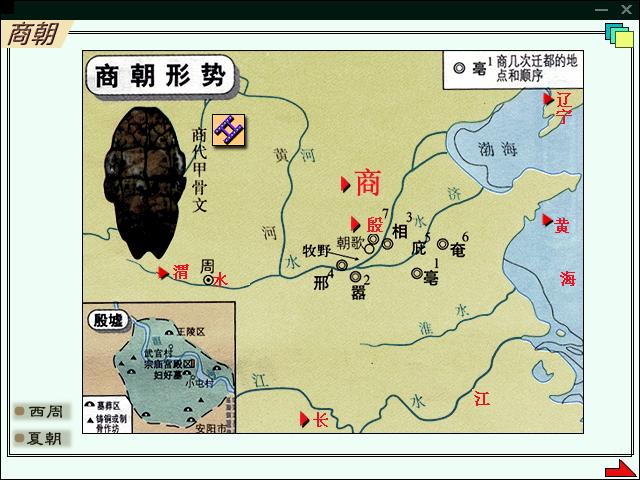 商朝
商朝形势
亳1商几次迁都的地
点和顺序
辽宁
商代甲骨文
黄河
渤海
商
济
7
殷
3
相
水
朝歌
庇
5
奄
6
黄
河
牧野
水
渭
周
水
邢
4
嚣
2
1
亳
海
殷墟
王陵区
洹
武官村
宗庙宫殿区
妇好墓
小屯村
河
淮
水
江
水
江
长
墓葬区
铸铜或制
骨作坊
安阳市
西周
夏朝